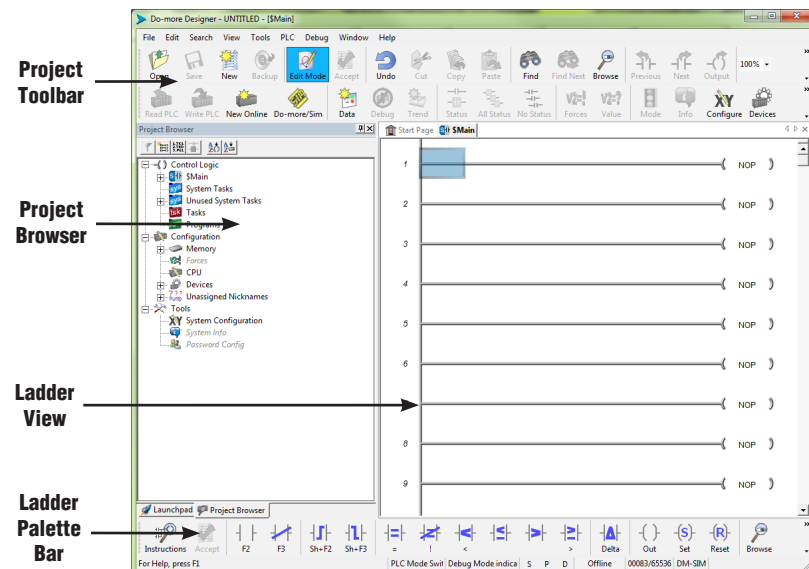 Do-more Designer - UNTITLED - [$Main]
File Edit Search View Tools PLC Debug Window Help
Project Toolbar
Open Save New Backup Edit Mode Accept Undo Cut Copy Paste Find Find Next Browse Previous Next Output 100%
Read PLC Write PLC New Online Do-more/Sim Data Debug Trend Status All Status No Status Forces Value Mode Info Configure Devices
Project Browser
Start Page $Main
Control Logic
$Main
System Tasks
Unused System Tasks
Tasks
Programs
Project Browser
Configuration
Memory
Forces
CPU
Devices
Unassigned Nicknames
Tools
System Configuration
System Info
Password Config
1 NOP
2 NOP
3 NOP
4 NOP
5 NOP
6 NOP
NOP
8 NOP
9 NOP
Ladder View
Launchpad Project Browser
Ladder Palette Bar
Instructions Accept F2 F3 Sh+F2 Sh+F3 = ! < > Delta Out Set Reset Browse
For Help, press F1 PLC Mode Swit Debug Mode indica S P D Offline 00083/65536 DM-SIM